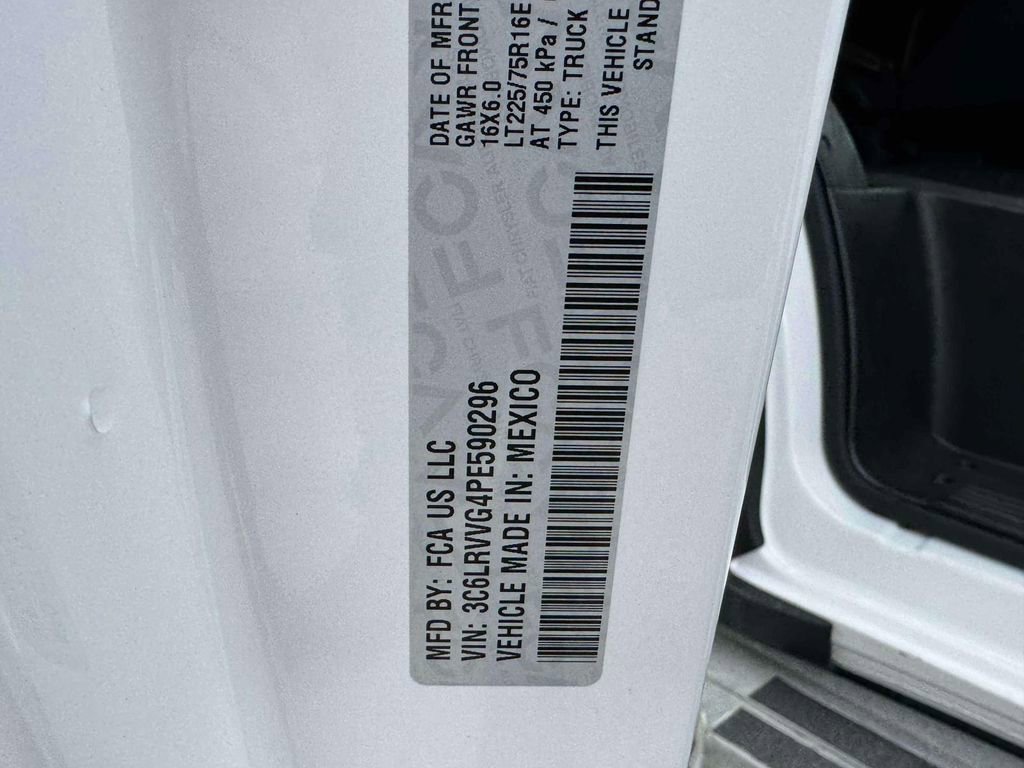 MFD BY: FCA US LLC
VIN: 3C6LRVVG4PE590296
VEHICLE MADE IN: MEXICO
DATE OF MFR
GAWR FRONT
16X6.0
LT225/75R16E
AT 450 kPa /
TYPE: TRUCK
THIS VEHICLE
STAND